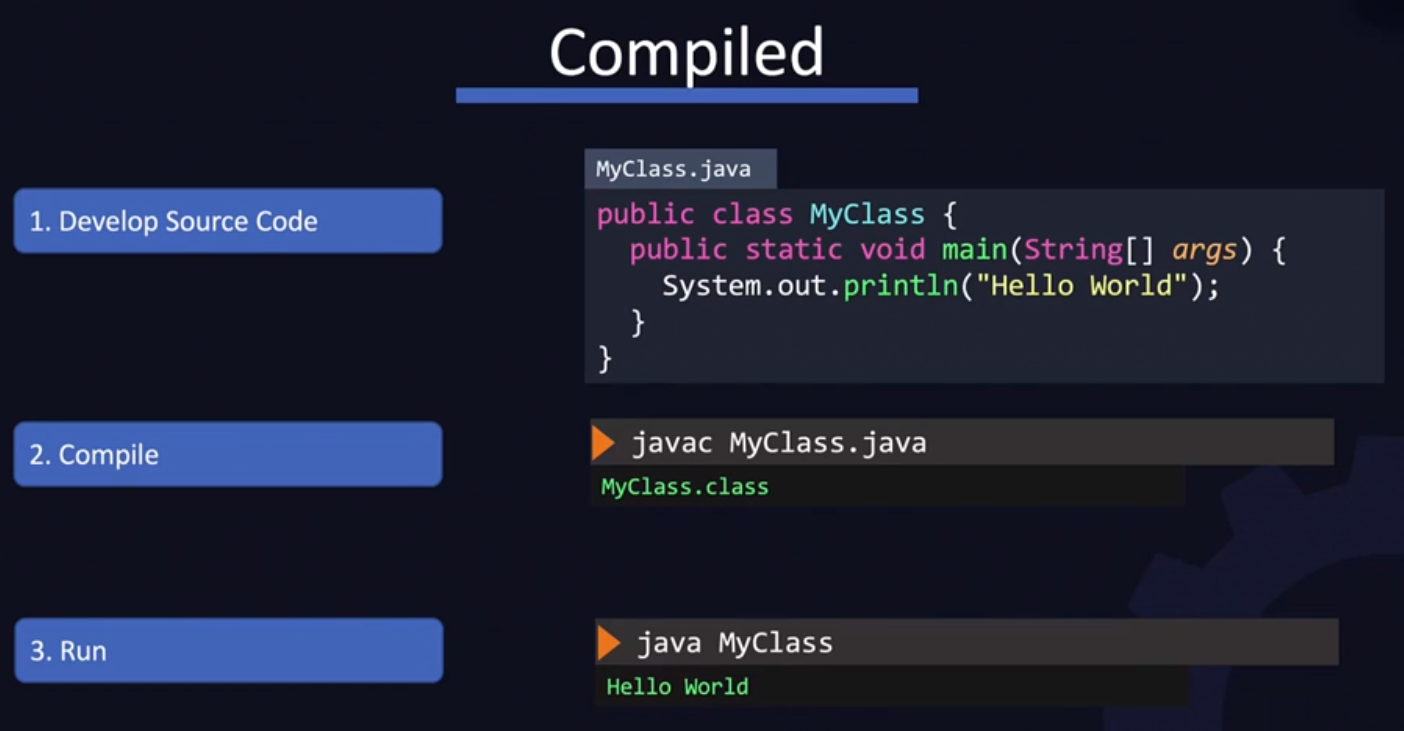 Compiled
1. Develop Source Code
MyClass.java
public class MyClass {
  public static void main(String[] args) {
    System.out.println("Hello World");
  }
}
2. Compile
javac MyClass.java
MyClass.class
3. Run
java MyClass
Hello World